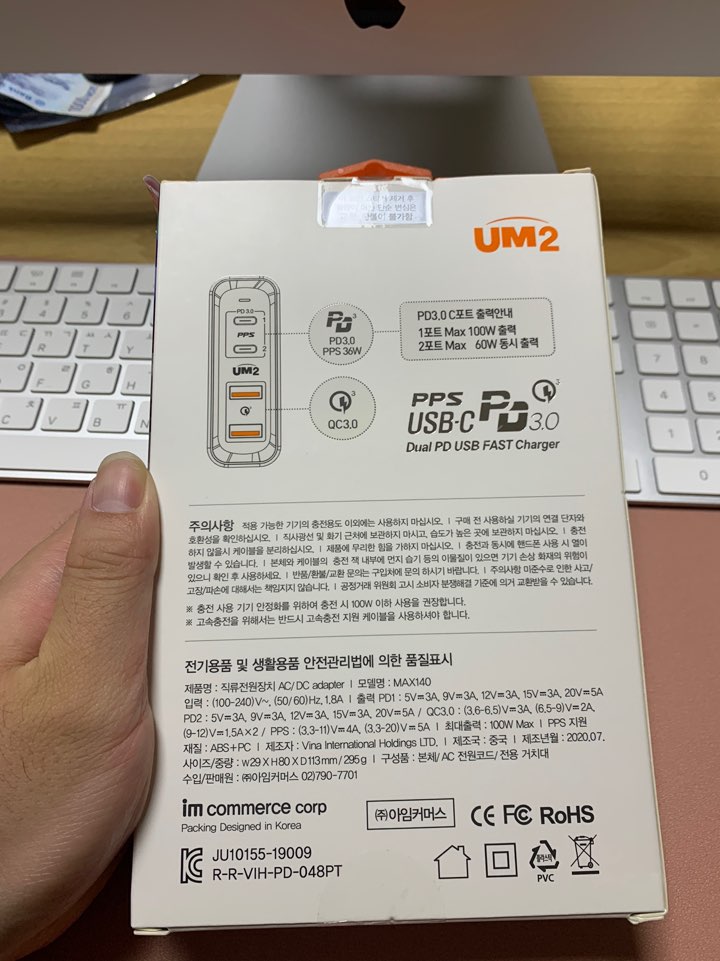 제거 후
단순 변심은
반품이 불가함
UM2
PD 3.0
1
PPS
2
UM2
PD3
PD3.0
PPS 36W
3
QC3.0
PD3.0 C포트 출력안내
1포트 Max 100W 출력
2포트 Max 60W 동시 출력
PPS
USB-C PD 3.0
3
Dual PD USB FAST Charger
주의사항 적용 가능한 기기의 충전용도 이외에는 사용하지 마십시오. ㅣ 구매 전 사용하실 기기의 연결 단자와
호환성을 확인하십시오. ㅣ 직사광선 및 화기 근처에 보관하지 마시고, 습도가 높은 곳에 보관하지 마십시오. ㅣ 충전
하지 않을시 케이블을 분리하십시오. ㅣ 제품에 무리한 힘을 가하지 마십시오. ㅣ 충전과 동시에 핸드폰 사용 시 열이
발생할 수 있습니다. ㅣ 본체와 케이블의 충전 잭 내부에 먼지 습기 등의 이물질이 있으면 기기 손상 화재의 위험이
있으니 확인 후 사용하세요. ㅣ 반품/환불/교환 문의는 구입처에 문의 하시기 바랍니다. ㅣ 주의사항 미준수로 인한 사고/
고장/파손에 대해서는 책임지지 않습니다. ㅣ 공정거래 위원회 고시 소비자 분쟁해결 기준에 의거 교환받을 수 있습니다.
※ 충전 사용 기기 안정화를 위하여 충전 시 100W 이하 사용을 권장합니다.
※ 고속충전을 위해서는 반드시 고속충전 지원 케이블을 사용하셔야 합니다.
전기용품 및 생활용품 안전관리법에 의한 품질표시
제품명 : 직류전원장치 AC/DC adapter ㅣ 모델명 : MAX140
입력 : (100-240)V~, (50/60)Hz, 1.8A ㅣ 출력 PD1 : 5V⎓3A, 9V⎓3A, 12V⎓3A, 15V⎓3A, 20V⎓5A
PD2 : 5V⎓3A, 9V⎓3A, 12V⎓3A, 15V⎓3A, 20V⎓5A / QC3.0 : (3.6-6.5)V⎓3A, (6.5-9)V⎓2A,
(9-12)V⎓1.5A×2 / PPS : (3.3-11)V⎓4A, (3.3-20)V⎓5A ㅣ 최대출력 : 100W Max ㅣ PPS 지원
재질 : ABS+PC ㅣ 제조자 : Vina International Holdings LTD. ㅣ 제조국 : 중국 ㅣ 제조년월 : 2020.07.
사이즈/중량 : W29 X H80 X D113mm / 295g ㅣ 구성품 : 본체/ AC 전원코드/ 전용 거치대
수입/판매원 : ㈜아임커머스 02)790-7701
im commerce corp
Packing Designed in Korea
㈜아임커머스
CE FC RoHS
KC
JU10155-19009
R-R-VIH-PD-048PT
플라스틱
PVC